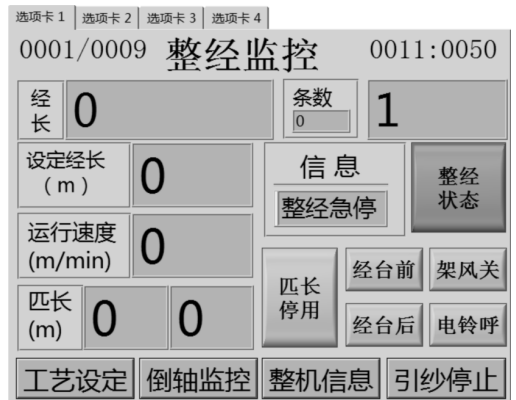 选项卡 1 选项卡 2 选项卡 3 选项卡 4
0001/0009 整经监控 0011:0050
经长 0 条数 0 1
设定经长(m) 0
信息
整经急停
整经状态
运行速度(m/min) 0
匹长(m) 0 0
匹长停用
经台前 架风关
经台后 电铃呼
工艺设定 倒轴监控 整机信息 引纱停止